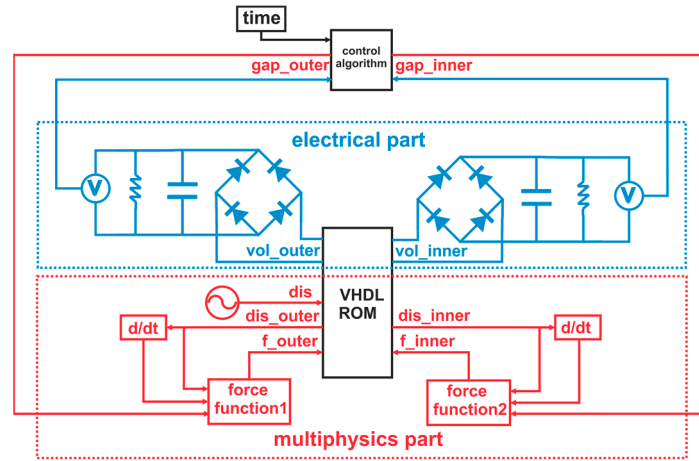 time
control
algorithm
gap_outer
gap_inner
electrical part
V
V
vol_outer
vol_inner
VHDL
ROM
dis
dis_outer
dis_inner
d/dt
d/dt
f_outer
f_inner
force
function1
force
function2
multiphysics part